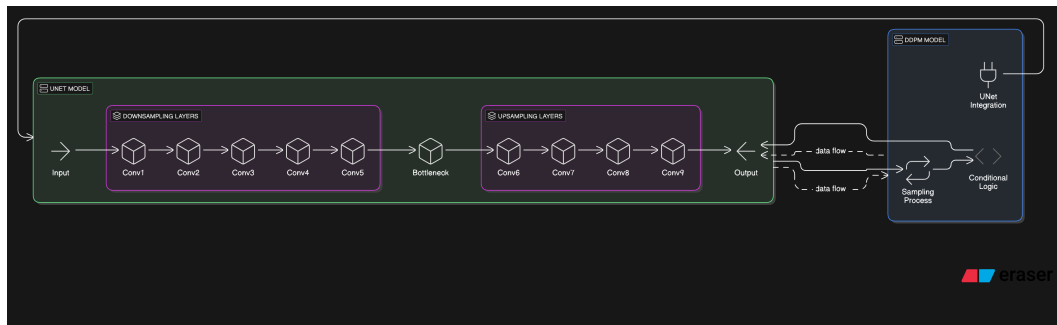 DDPM MODEL
UNet
Integration
UNET MODEL
DOWNSAMPLING LAYERS
UPSAMPLING LAYERS
Input
Conv1
Conv2
Conv3
Conv4
Conv5
Bottleneck
Conv6
Conv7
Conv8
Conv9
Output
data flow
data flow
Sampling
Process
Conditional
Logic
eraser